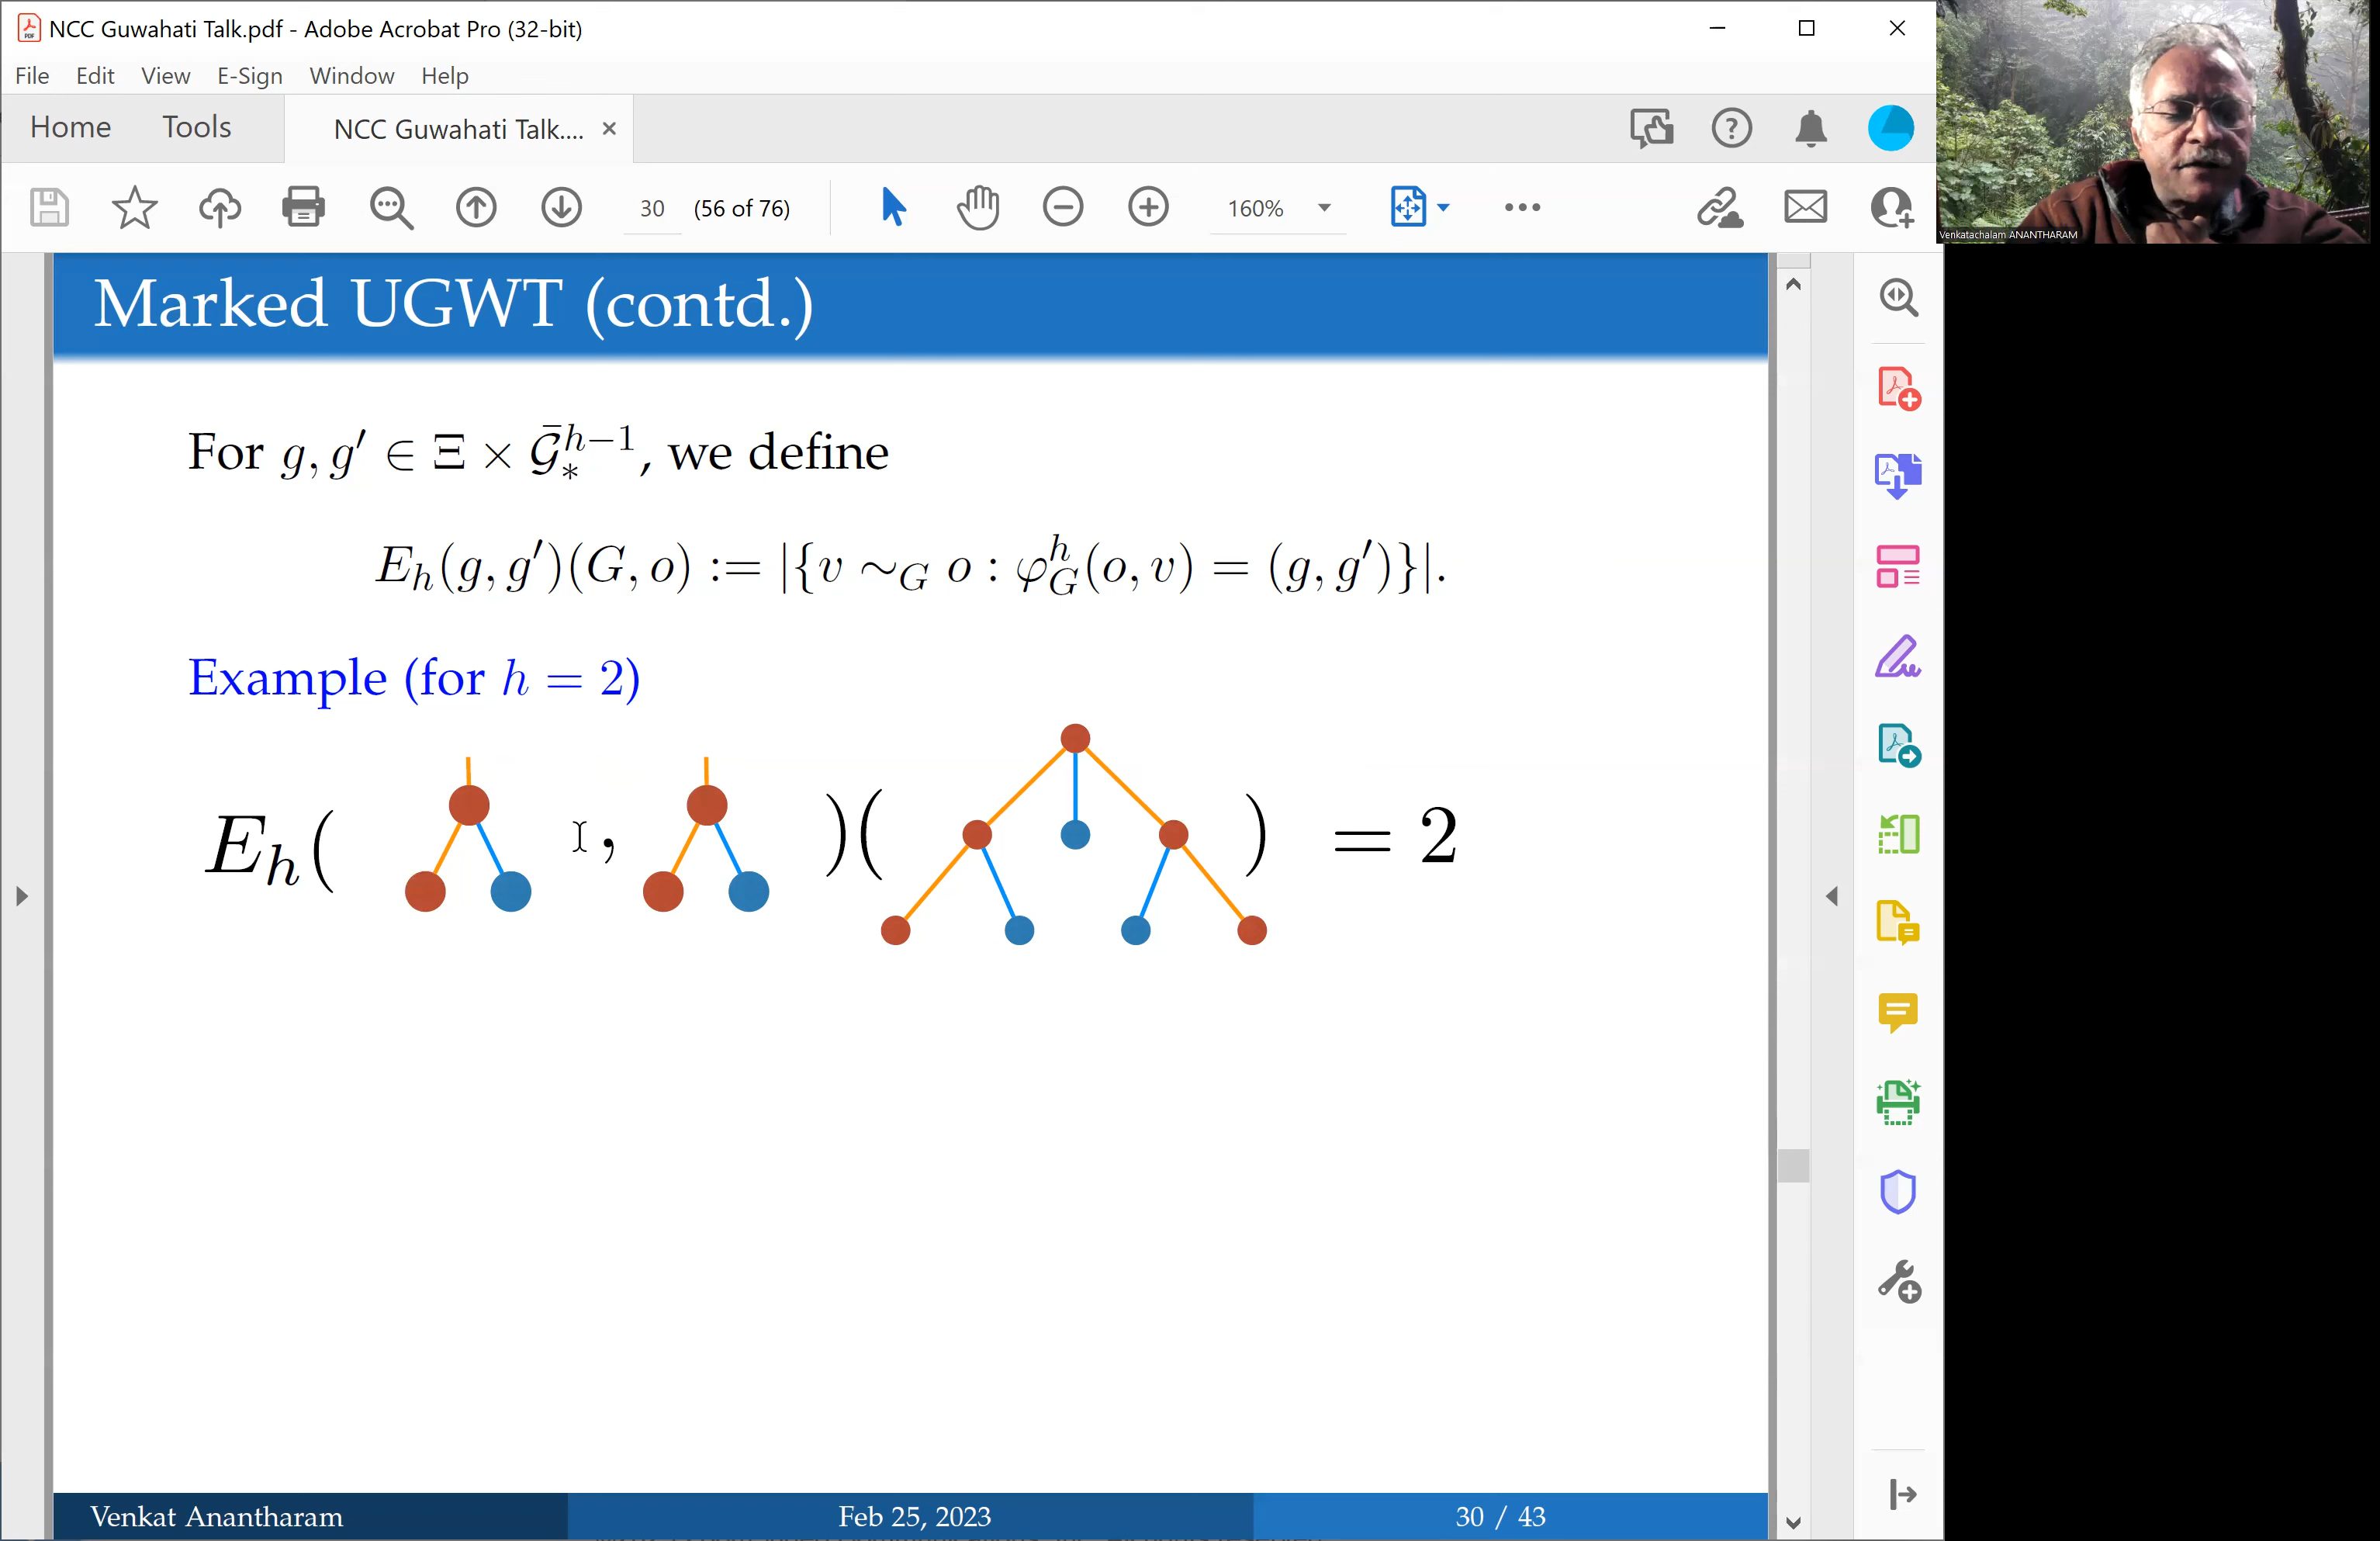 NCC Guwahati Talk.pdf - Adobe Acrobat Pro (32-bit)
File Edit View E-Sign Window Help
Home Tools NCC Guwahati Talk.... ×
30 (56 of 76) 160%
Venkatachalam ANANTHARAM
Marked UGWT (contd.)
For g, g′ ∈ Ξ × 𝒢̄_*^{h−1}, we define
E_h(g, g′)(G, o) := |{v ∼_G o : φ_G^h(o, v) = (g, g′)}|.
Example (for h = 2)
E_h( , )( ) = 2
Venkat Anantharam Feb 25, 2023 30 / 43